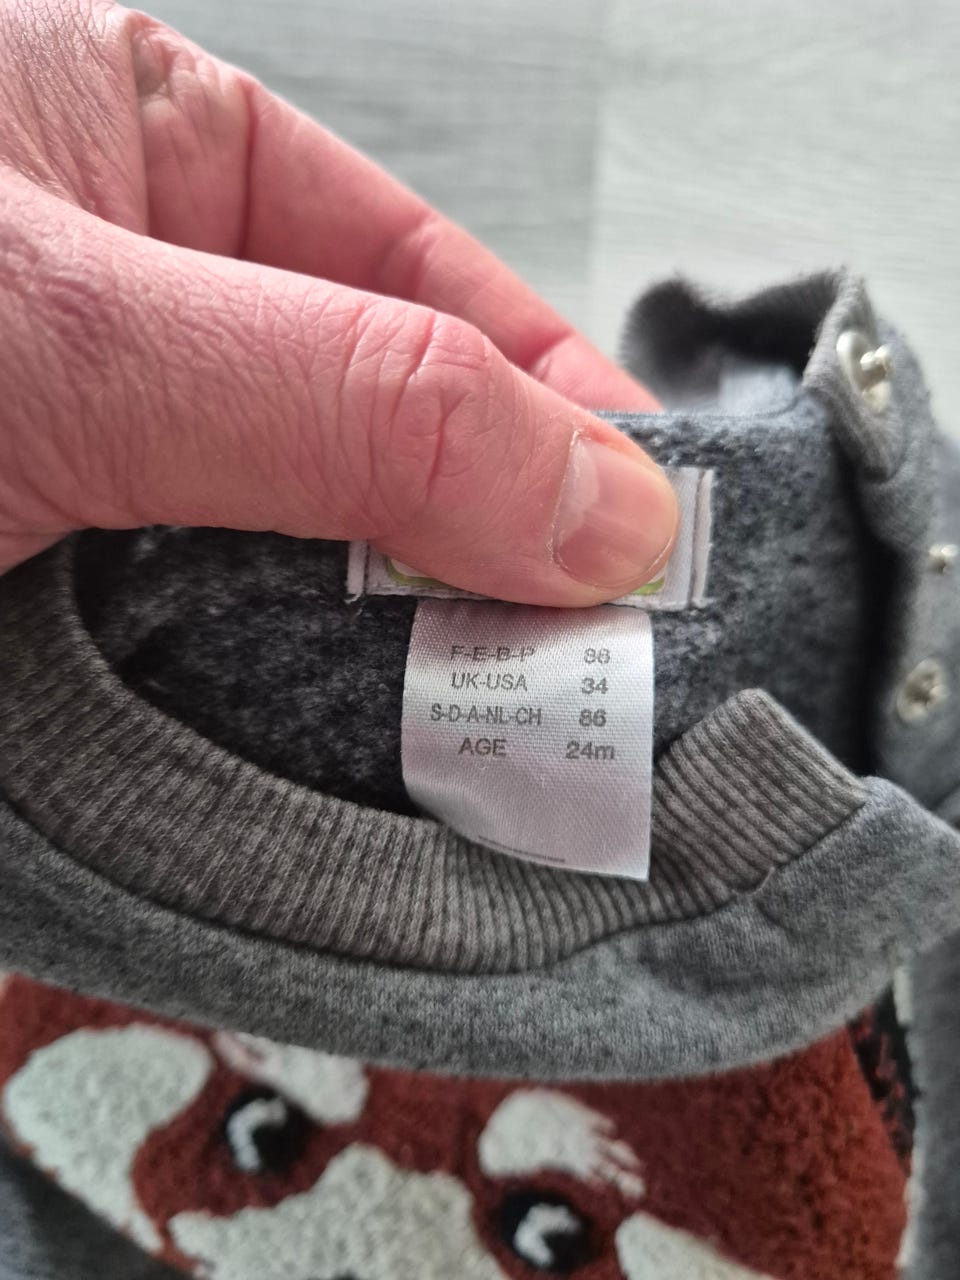 F-E-B-P 86
UK-USA 34
S-D-A-NL-CH 86
AGE 24m